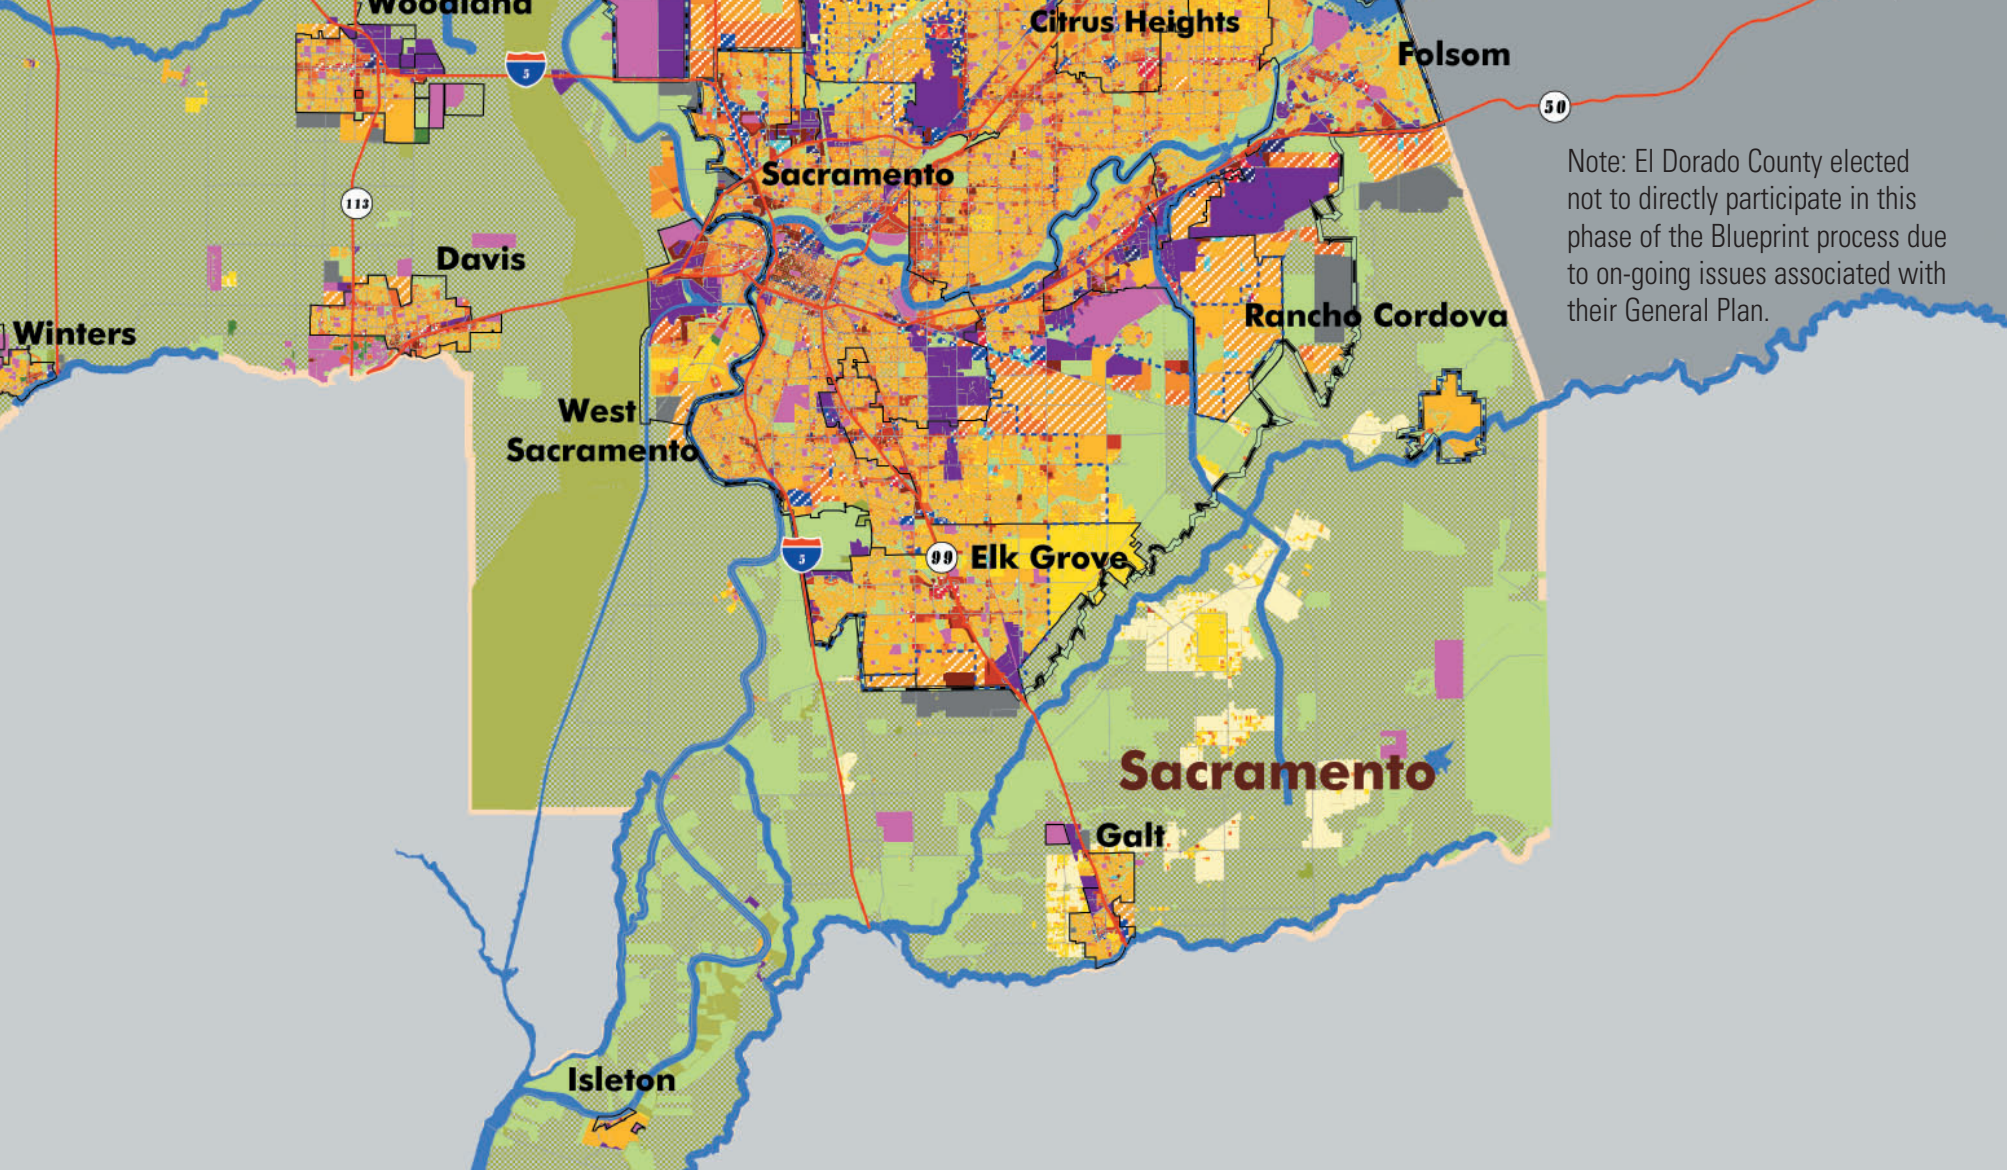 Woodland
Citrus Heights
Folsom
5
50
Note: El Dorado County elected
not to directly participate in this
phase of the Blueprint process due
to on-going issues associated with
their General Plan.
Sacramento
113
Davis
Winters
Rancho Cordova
West
Sacramento
5
99
Elk Grove
Sacramento
Galt
Isleton